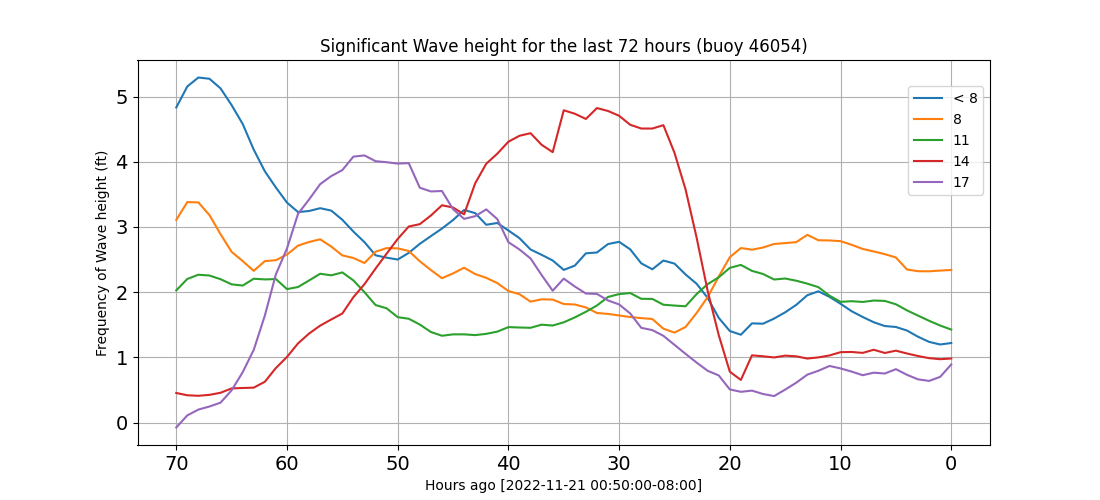 Significant Wave height for the last 72 hours (buoy 46054)
Frequency of Wave height (ft)
5
4
3
2
1
0
< 8
8
11
14
17
70 60 50 40 30 20 10 0
Hours ago [2022-11-21 00:50:00-08:00]